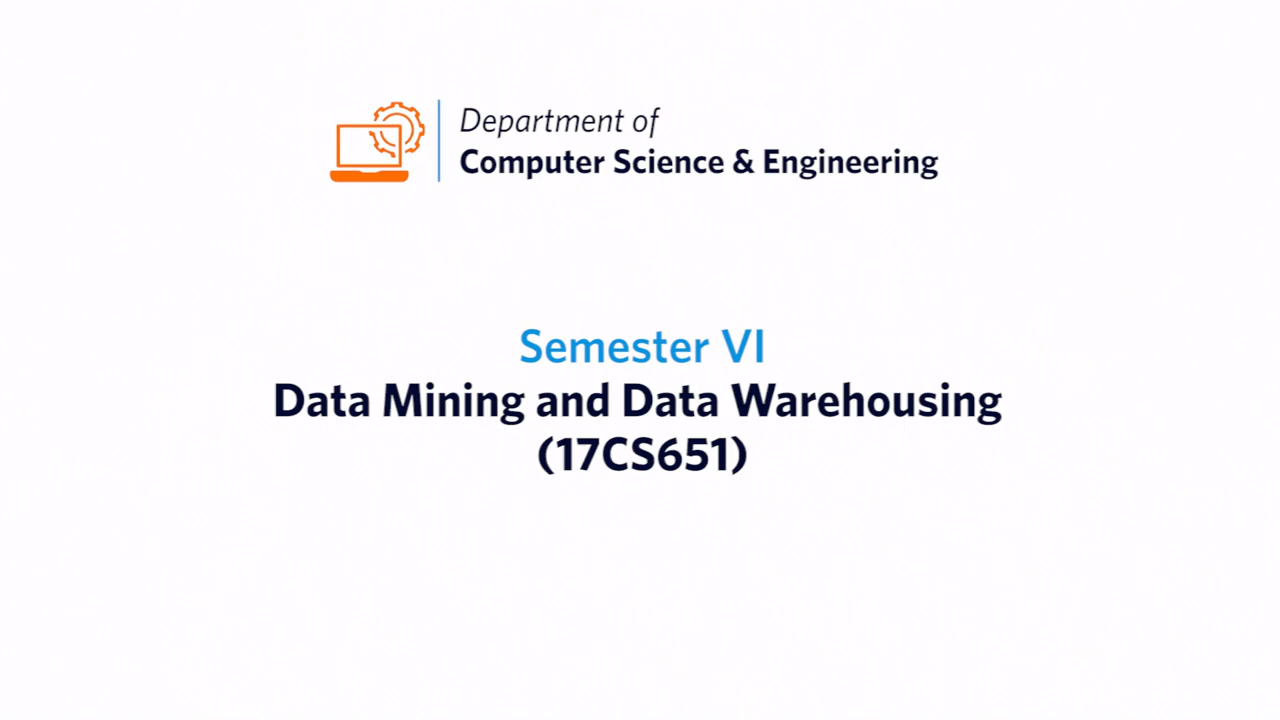 Department of
Computer Science & Engineering
Semester VI
Data Mining and Data Warehousing
(17CS651)